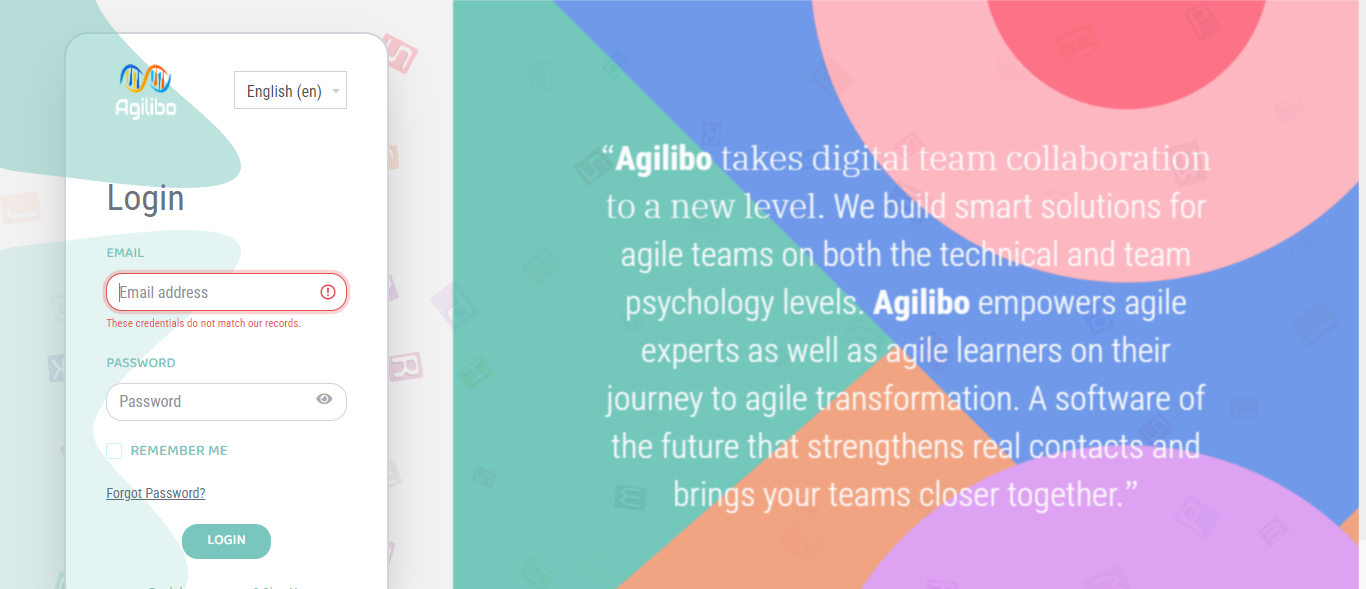 Agilibo
English (en)
Login
EMAIL
Email address
These credentials do not match our records.
PASSWORD
Password
REMEMBER ME
Forgot Password?
LOGIN
“Agilibo takes digital team collaboration
to a new level. We build smart solutions for
agile teams on both the technical and team
psychology levels. Agilibo empowers agile
experts as well as agile learners on their
journey to agile transformation. A software of
the future that strengthens real contacts and
brings your teams closer together.”